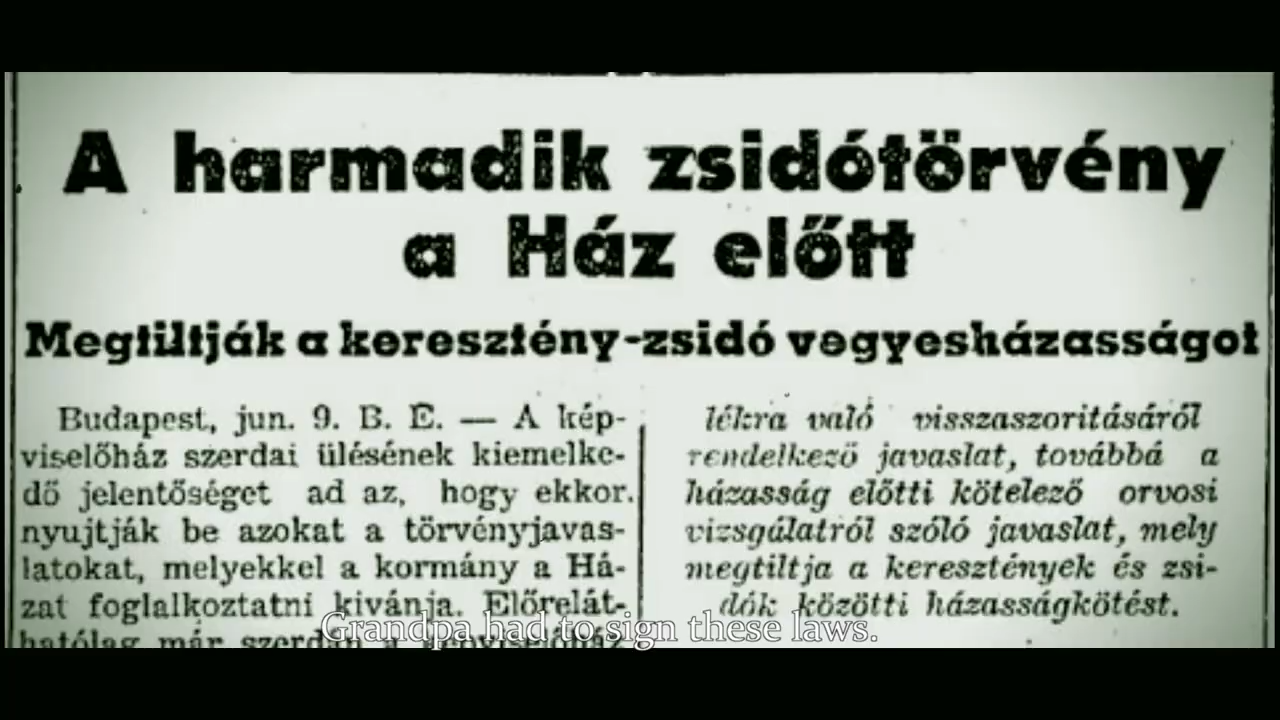 A harmadik zsidótörvény
a Ház előtt
Megtiltják a keresztény-zsidó vegyesházasságot
Budapest, jun. 9. B. E. — A kép-
viselőház szerdai ülésének kiemelke-
dő jelentőséget ad az, hogy ekkor
nyujtják be azokat a törvényjavas-
latokat, melyekkel a kormány a Há-
zat foglalkoztatni kivánja. Előrelát-
hatólag már szerdán a képviselőház
lékra való visszaszoritásáról
rendelkező javaslat, továbbá a
házasság előtti kötelező orvosi
vizsgálatról szóló javaslat, mely
megtiltja a keresztények és zsi-
dók közötti házasságkötést.
Grandpa had to sign these laws.